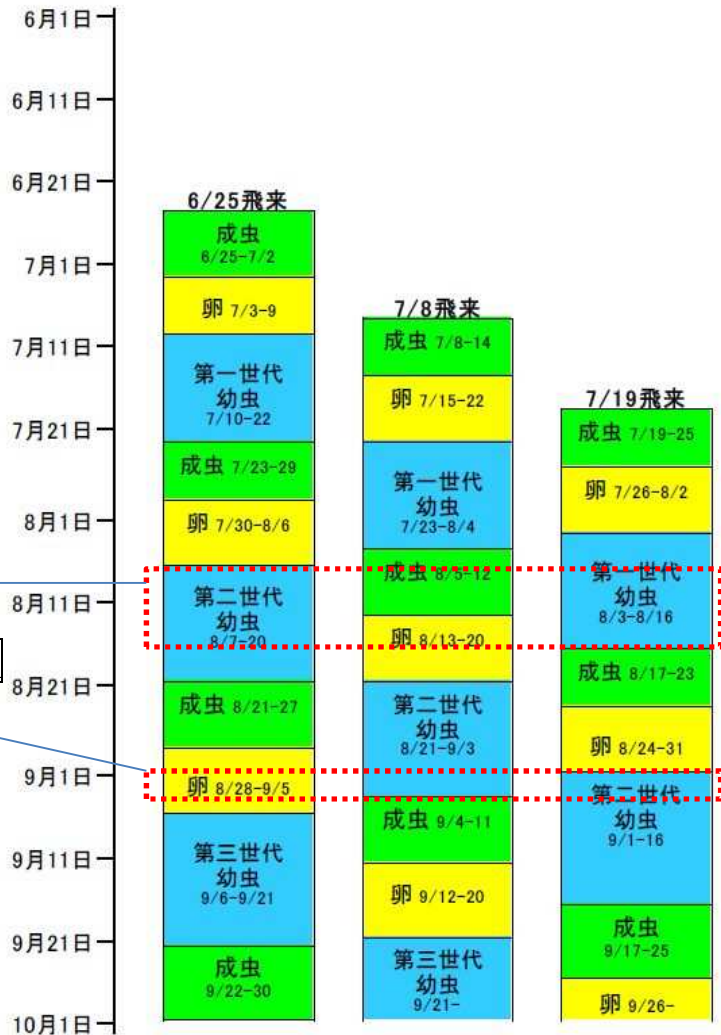 6月1日
6月11日
6月21日
7月1日
7月11日
7月21日
8月1日
8月11日
8月21日
9月1日
9月11日
9月21日
10月1日
6/25飛来
成虫
6/25-7/2
卵 7/3-9
第一世代
幼虫
7/10-22
成虫 7/23-29
卵 7/30-8/6
第二世代
幼虫
8/7-20
成虫 8/21-27
卵 8/28-9/5
第三世代
幼虫
9/6-9/21
成虫
9/22-30
7/8飛来
成虫 7/8-14
卵 7/15-22
第一世代
幼虫
7/23-8/4
成虫 8/5-12
卵 8/13-20
第二世代
幼虫
8/21-9/3
成虫 9/4-11
卵 9/12-20
第三世代
幼虫
9/21-
7/19飛来
成虫 7/19-25
卵 7/26-8/2
第一世代
幼虫
8/3-8/16
成虫 8/17-23
卵 8/24-31
第二世代
幼虫
9/1-16
成虫
9/17-25
卵 9/26-